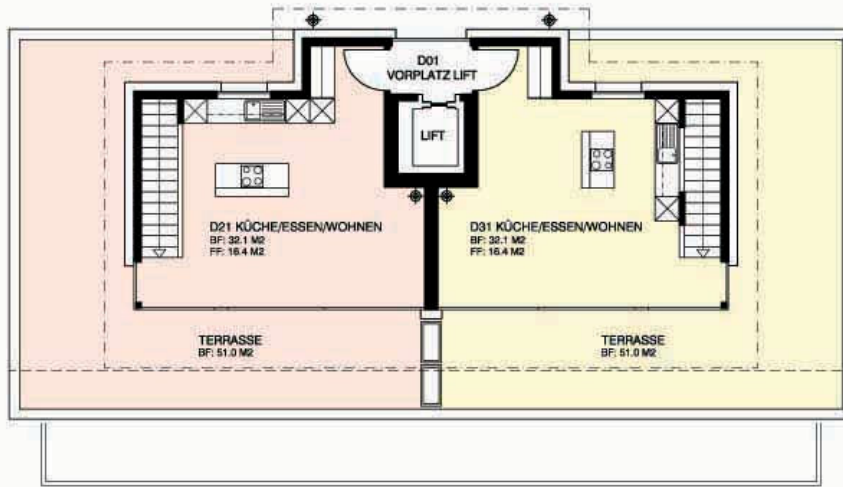 D01
VORPLATZ LIFT
LIFT
D21 KÜCHE/ESSEN/WOHNEN
BF: 32.1 M2
FF: 16.4 M2
D31 KÜCHE/ESSEN/WOHNEN
BF: 32.1 M2
FF: 16.4 M2
TERRASSE
BF: 51.0 M2
TERRASSE
BF: 51.0 M2